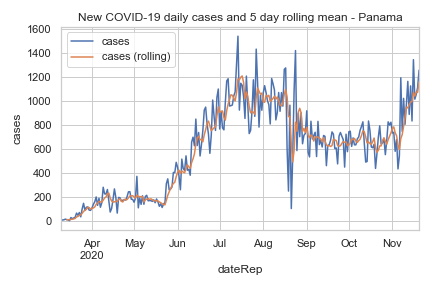 New COVID-19 daily cases and 5 day rolling mean - Panama
cases
cases (rolling)
1600
1400
1200
1000
800
600
400
200
0
cases
Apr
2020
May
Jun
Jul
Aug
Sep
Oct
Nov
dateRep